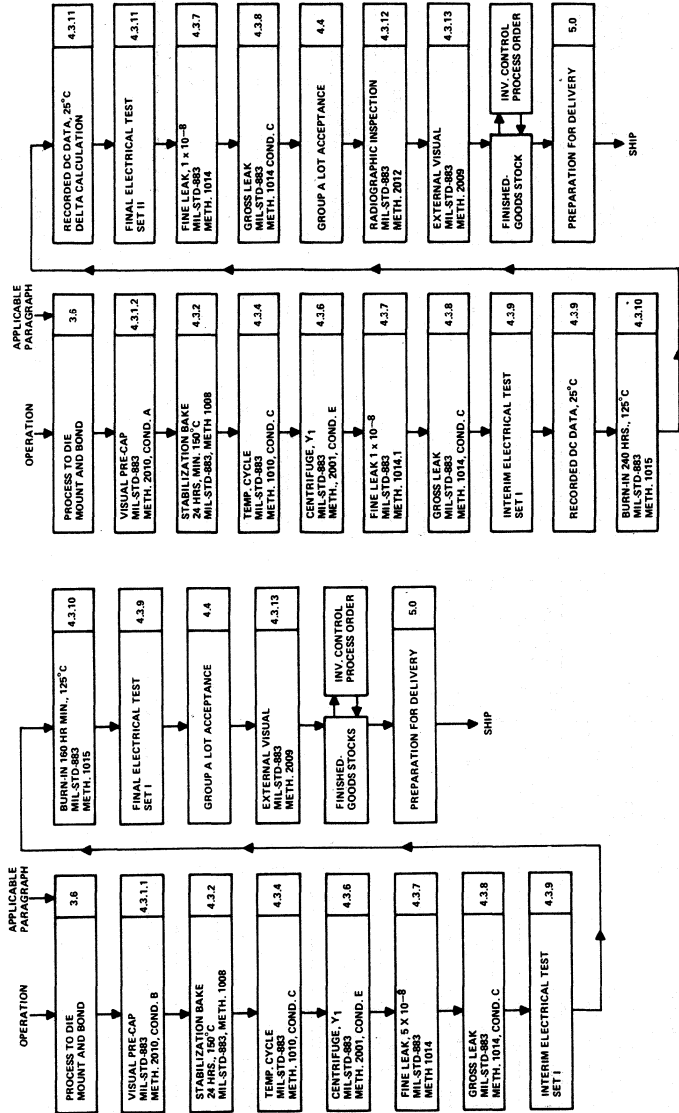 OPERATION
APPLICABLE
PARAGRAPH
PROCESS TO DIE
MOUNT AND BOND
3.6
VISUAL PRE-CAP
MIL-STD-883
METH. 2010, COND. B
4.3.1.1
STABILIZATION BAKE
24 HRS., 150°C
MIL-STD-883, METH. 1008
4.3.2
TEMP. CYCLE
MIL-STD-883
METH. 1010, COND. C
4.3.4
CENTRIFUGE, Y1
MIL-STD-883
METH. 2001, COND. E
4.3.6
FINE LEAK, 5 X 10–8
MIL-STD-883
METH 1014
4.3.7
GROSS LEAK
MIL-STD-883
METH. 1014, COND. C
4.3.8
INTERIM ELECTRICAL TEST
SET I
4.3.9
BURN-IN 160 HR MIN., 125°C
MIL-STD-883
METH. 1015
4.3.10
FINAL ELECTRICAL TEST
SET I
4.3.9
GROUP A LOT ACCEPTANCE
4.4
EXTERNAL VISUAL
MIL-STD-883
METH. 2009
4.3.13
FINISHED-
GOODS STOCKS
INV. CONTROL
PROCESS ORDER
PREPARATION FOR DELIVERY
5.0
SHIP
OPERATION
APPLICABLE
PARAGRAPH
PROCESS TO DIE
MOUNT AND BOND
3.6
VISUAL PRE-CAP
MIL-STD-883
METH. 2010, COND. A
4.3.1.2
STABILIZATION BAKE
24 HRS, MIN. 150°C
MIL-STD-883, METH 1008
4.3.2
TEMP. CYCLE
MIL-STD-883
METH. 1010, COND. C
4.3.4
CENTRIFUGE, Y1
MIL-STD-883
METH., 2001, COND. E
4.3.6
FINE LEAK 1 x 10–8
MIL-STD-883
METH. 1014.1
4.3.7
GROSS LEAK
MIL-STD-883
METH. 1014, COND. C
4.3.8
INTERIM ELECTRICAL TEST
SET I
4.3.9
RECORDED DC DATA, 25°C
4.3.9
BURN-IN 240 HRS., 125°C
MIL-STD-883
METH. 1015
4.3.10
RECORDED DC DATA, 25°C
DELTA CALCULATION
4.3.11
FINAL ELECTRICAL TEST
SET II
4.3.11
FINE LEAK, 1 x 10–8
MIL-STD-883
METH. 1014
4.3.7
GROSS LEAK
MIL-STD-883
METH. 1014 COND. C
4.3.8
GROUP A LOT ACCEPTANCE
4.4
RADIOGRAPHIC INSPECTION
MIL-STD-883
METH. 2012
4.3.12
EXTERNAL VISUAL
MIL-STD-883
METH. 2009
4.3.13
FINISHED-
GOODS STOCK
INV. CONTROL
PROCESS ORDER
PREPARATION FOR DELIVERY
5.0
SHIP